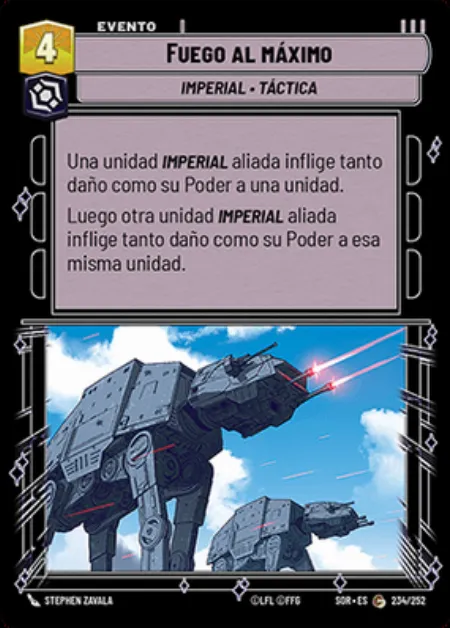 EVENTO
4
FUEGO AL MÁXIMO
IMPERIAL • TÁCTICA
Una unidad IMPERIAL aliada inflige tanto
daño como su Poder a una unidad.
Luego otra unidad IMPERIAL aliada
inflige tanto daño como su Poder a esa
misma unidad.
STEPHEN ZAVALA
©LFL ©FFG
SOR • ES C 234/252